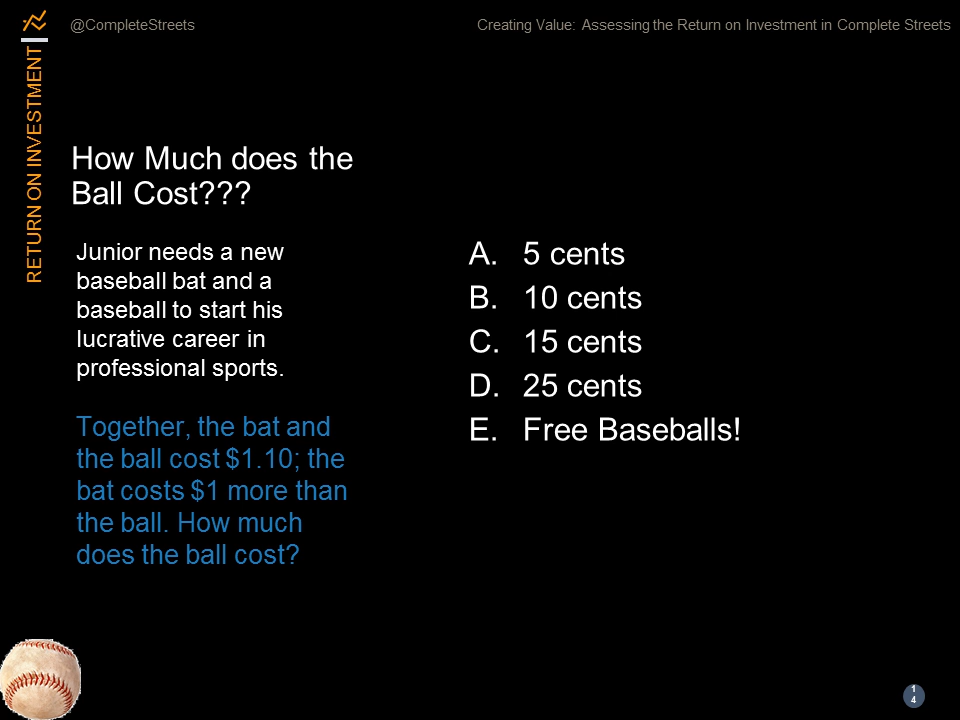 @CompleteStreets
Creating Value: Assessing the Return on Investment in Complete Streets
RETURN ON INVESTMENT
How Much does the
Ball Cost???
Junior needs a new
baseball bat and a
baseball to start his
lucrative career in
professional sports.
Together, the bat and
the ball cost $1.10; the
bat costs $1 more than
the ball. How much
does the ball cost?
A. 5 cents
B. 10 cents
C. 15 cents
D. 25 cents
E. Free Baseballs!
1
4